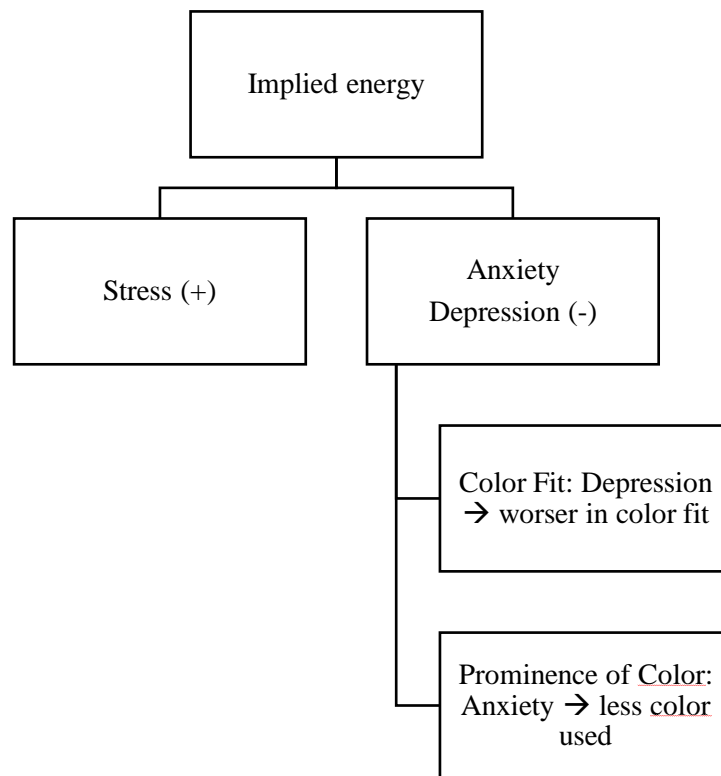 Implied energy
Stress (+)
Anxiety
Depression (-)
Color Fit: Depression
→ worser in color fit
Prominence of Color:
Anxiety → less color
used